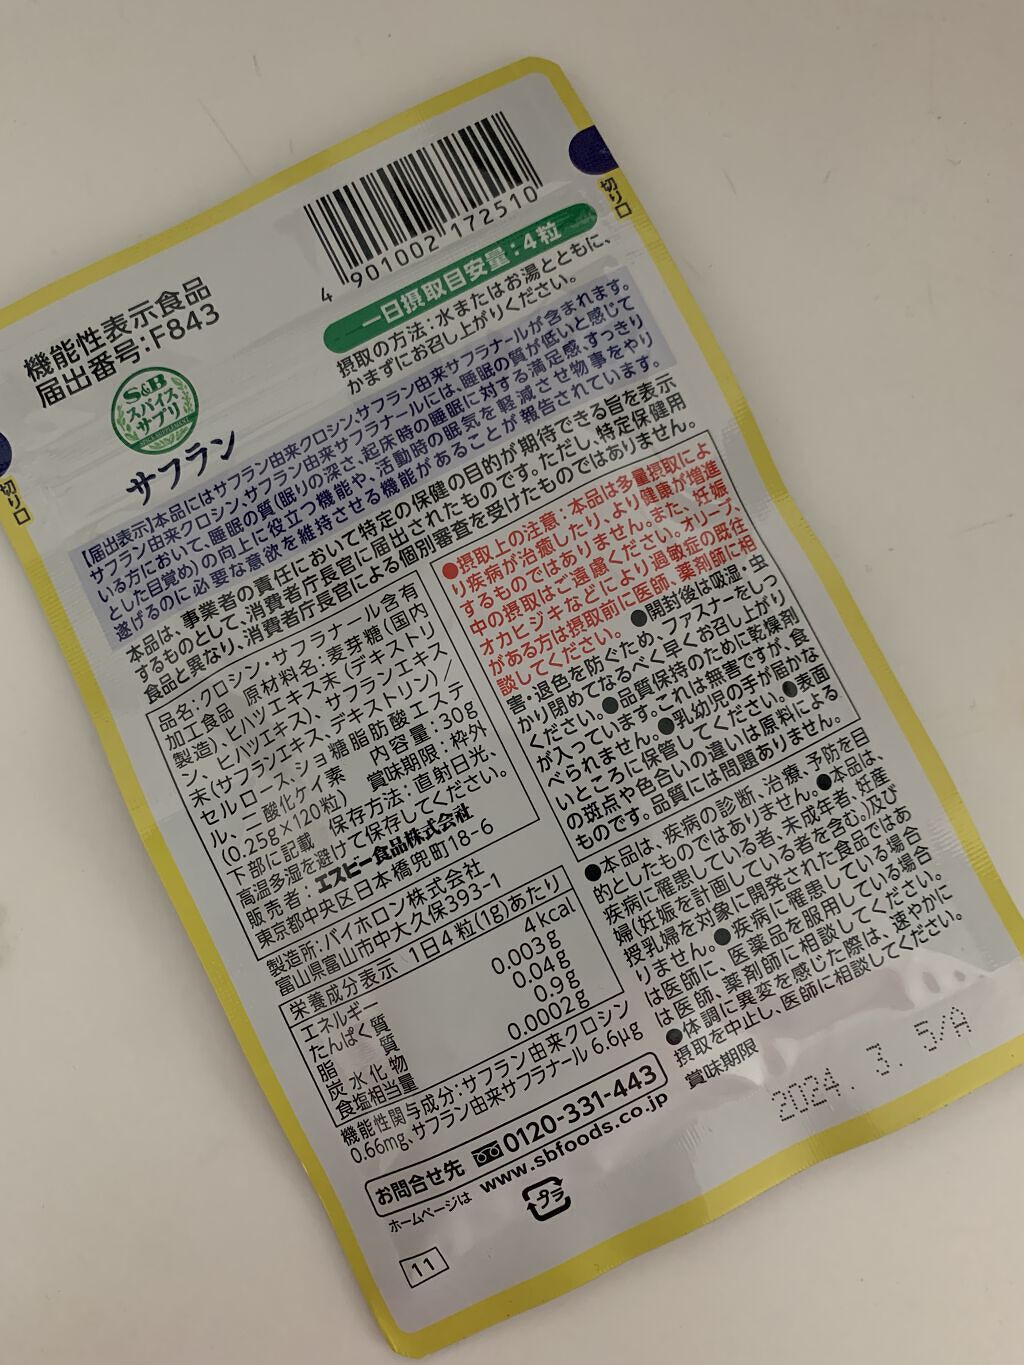 4 901002 172510
切り口
機能性表示食品
届出番号:F843
S&B
スパイス
サプリ
サフラン
切り口
一日摂取目安量:4粒
摂取の方法:水またはお湯とともに、
かまずにお召し上がりください。
【届出表示】本品にはサフラン由来クロシン、サフラン由来サフラナールが含まれます。
サフラン由来クロシン、サフラン由来サフラナールには、睡眠の質が低いと感じて
いる方において、睡眠の質(眠りの深さ、起床時の睡眠に対する満足感、すっきり
とした目覚め)の向上に役立つ機能や、活動時の眠気を軽減させ物事をやり
遂げるのに必要な意欲を維持させる機能があることが報告されています。
本品は、事業者の責任において特定の保健の目的が期待できる旨を表示
するものとして、消費者庁長官に届出されたものです。ただし、特定保健用
食品と異なり、消費者庁長官による個別審査を受けたものではありません。
品名:クロシン・サフラナール含有
加工食品 原材料名:麦芽糖(国内
製造)、ヒハツエキス末(デキストリ
ン、ヒハツエキス)、サフランエキス
末(サフランエキス、デキストリン)/
セルロース、ショ糖脂肪酸エステ
ル、二酸化ケイ素 内容量:30g
(0.25g×120粒) 賞味期限:枠外
下部に記載 保存方法:直射日光、
高温多湿を避けて保存してください。
販売者:エスビー食品株式会社
東京都中央区日本橋兜町18-6
製造所:バイホロン株式会社
富山県富山市中大久保393-1
栄養成分表示 1日4粒(1g)あたり
エネルギー 4kcal
たんぱく質 0.003g
脂質 0.04g
炭水化物 0.9g
食塩相当量 0.0002g
機能性関与成分:サフラン由来クロシン
0.66mg、サフラン由来サフラナール 6.6μg
お問合せ先 0120-331-443
ホームページは www.sbfoods.co.jp
プラ
11
●摂取上の注意:本品は多量摂取によ
り疾病が治癒したり、より健康が増進
するものではありません。また、妊娠
中の摂取はご遠慮ください。オリーブ、
オカヒジキなどにより過敏症の既往
がある方は摂取前に医師、薬剤師に相
談してください。 ●開封後は吸湿・虫
害・退色を防ぐため、ファスナーをしっ
かり閉めてなるべく早くお召し上がり
ください。●品質保持のために乾燥剤
が入っています。これは無害ですが、食
べられません。●乳幼児の手が届かな
いところに保管してください。●表面
の斑点や色合いの違いは原料による
ものです。品質には問題ありません。
●本品は、疾病の診断、治療、予防を目
的としたものではありません。●本品は、
疾病に罹患している者、未成年者、妊産
婦(妊娠を計画している者を含む。)及び
授乳婦を対象に開発された食品ではあ
りません。●疾病に罹患している場合
は医師に、医薬品を服用している場合
は医師、薬剤師に相談してください。
●体調に異変を感じた際は、速やかに
摂取を中止し、医師に相談してください。
賞味期限
2024. 3. 5/A